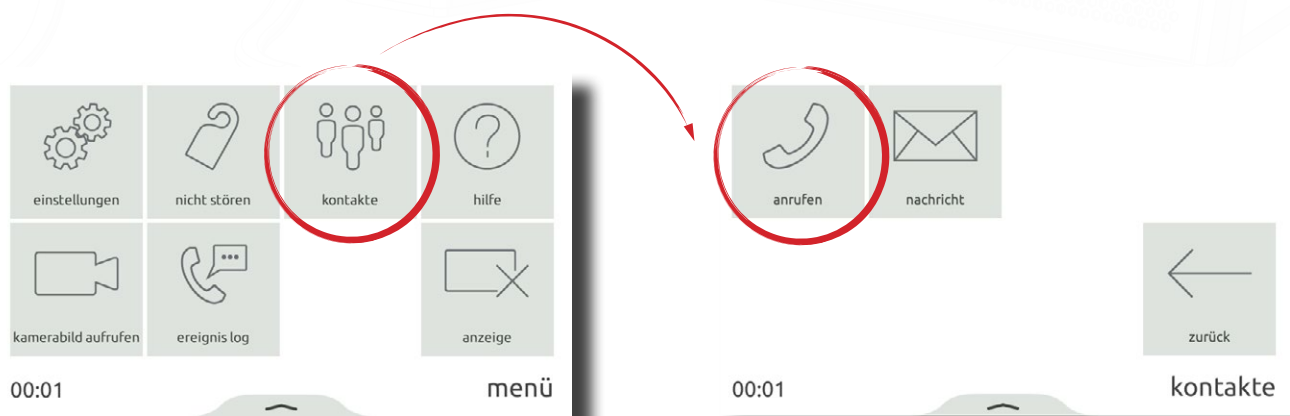 einstellungen
nicht stören
kontakte
hilfe
kamerabild aufrufen
ereignis log
anzeige
00:01
menü
anrufen
nachricht
zurück
00:01
kontakte